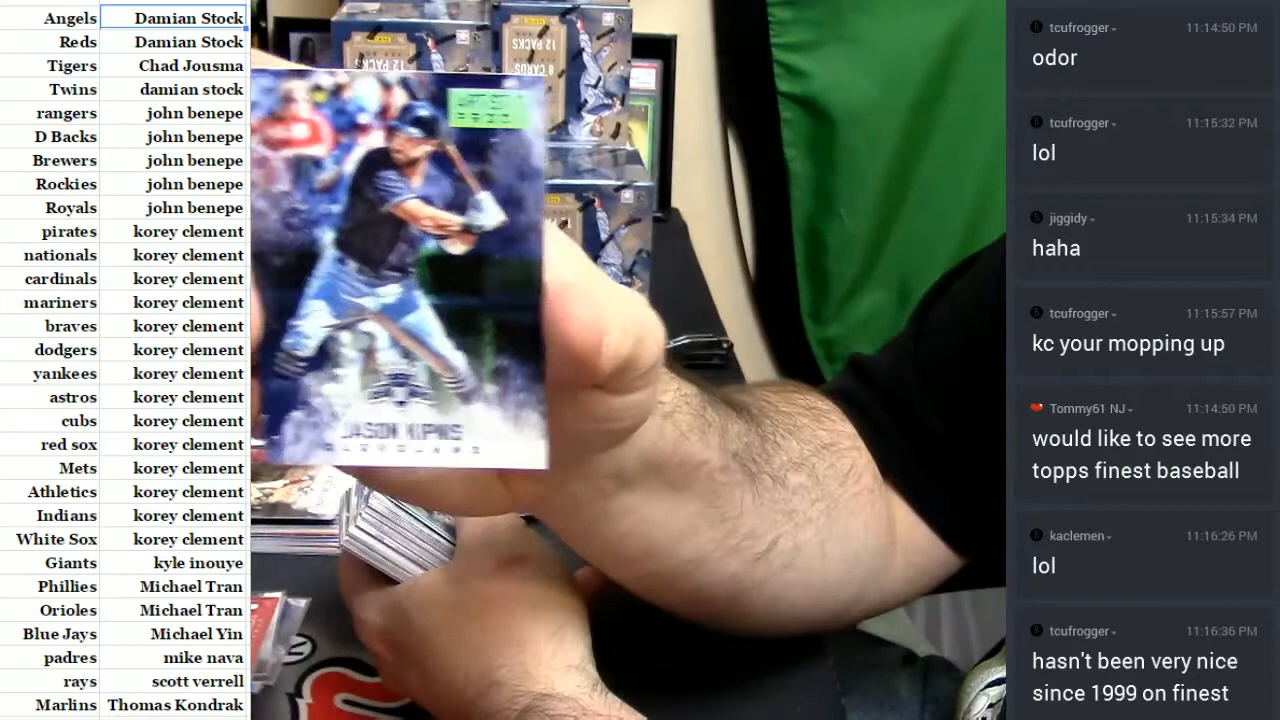 Angels Damian Stock
Reds Damian Stock
Tigers Chad Jousma
Twins damian stock
rangers john benepe
D Backs john benepe
Brewers john benepe
Rockies john benepe
Royals john benepe
pirates korey clement
nationals korey clement
cardinals korey clement
mariners korey clement
braves korey clement
dodgers korey clement
yankees korey clement
astros korey clement
cubs korey clement
red sox korey clement
Mets korey clement
Athletics korey clement
Indians korey clement
White Sox korey clement
Giants kyle inouye
Phillies Michael Tran
Orioles Michael Tran
Blue Jays Michael Yin
padres mike nava
rays scott verrell
Marlins Thomas Kondrak
12 PACKS
12 PACKS
8 CARDS
JASON KIPNIS
CLEVELAND
tcufrogger 11:14:50 PM
odor
tcufrogger 11:15:32 PM
lol
jiggidy 11:15:34 PM
haha
tcufrogger 11:15:57 PM
kc your mopping up
Tommy61 NJ 11:14:50 PM
would like to see more
topps finest baseball
kaclemen 11:16:26 PM
lol
tcufrogger 11:16:36 PM
hasn't been very nice
since 1999 on finest